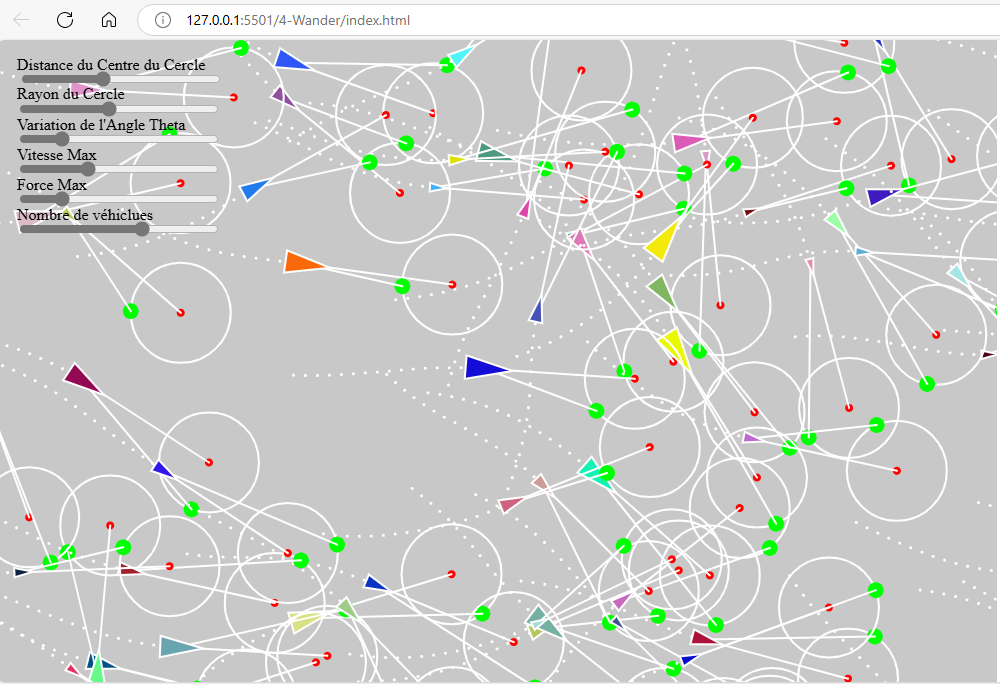 127.0.0.1:5501/4-Wander/index.html
Distance du Centre du Cercle
Rayon du Cercle
Variation de l'Angle Theta
Vitesse Max
Force Max
Nombre de véhiclues